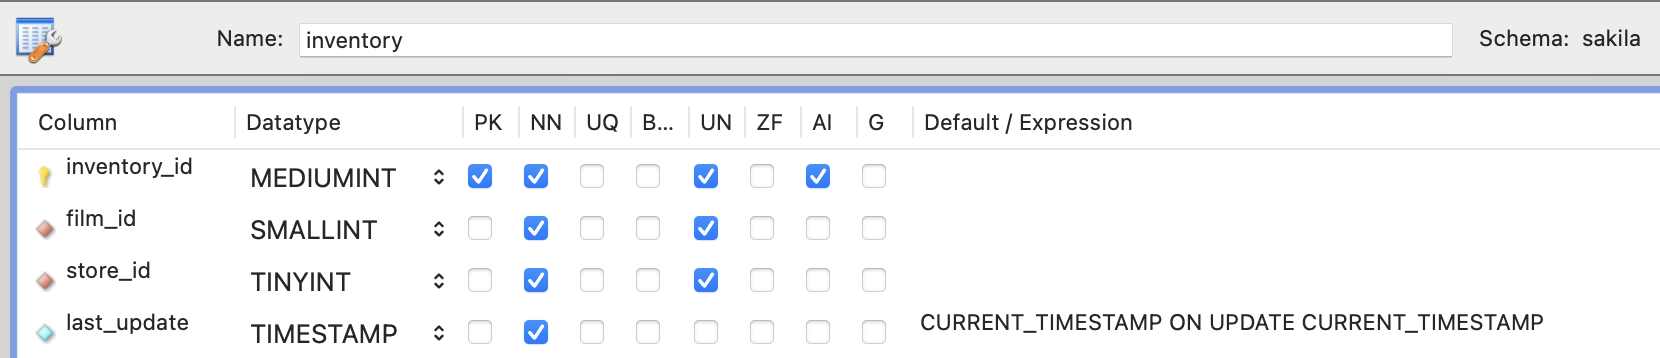 Name: inventory Schema: sakila
Column Datatype PK NN UQ B... UN ZF AI G Default / Expression
inventory_id MEDIUMINT
film_id SMALLINT
store_id TINYINT
last_update TIMESTAMP CURRENT_TIMESTAMP ON UPDATE CURRENT_TIMESTAMP